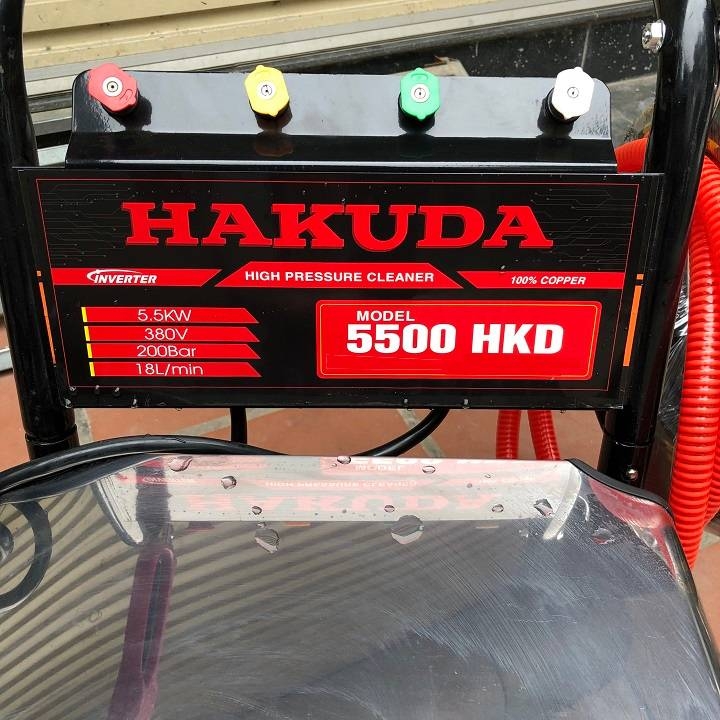 HAKUDA
INVERTER
HIGH PRESSURE CLEANER
100% COPPER
5.5KW
380V
200Bar
18L/min
MODEL
5500 HKD